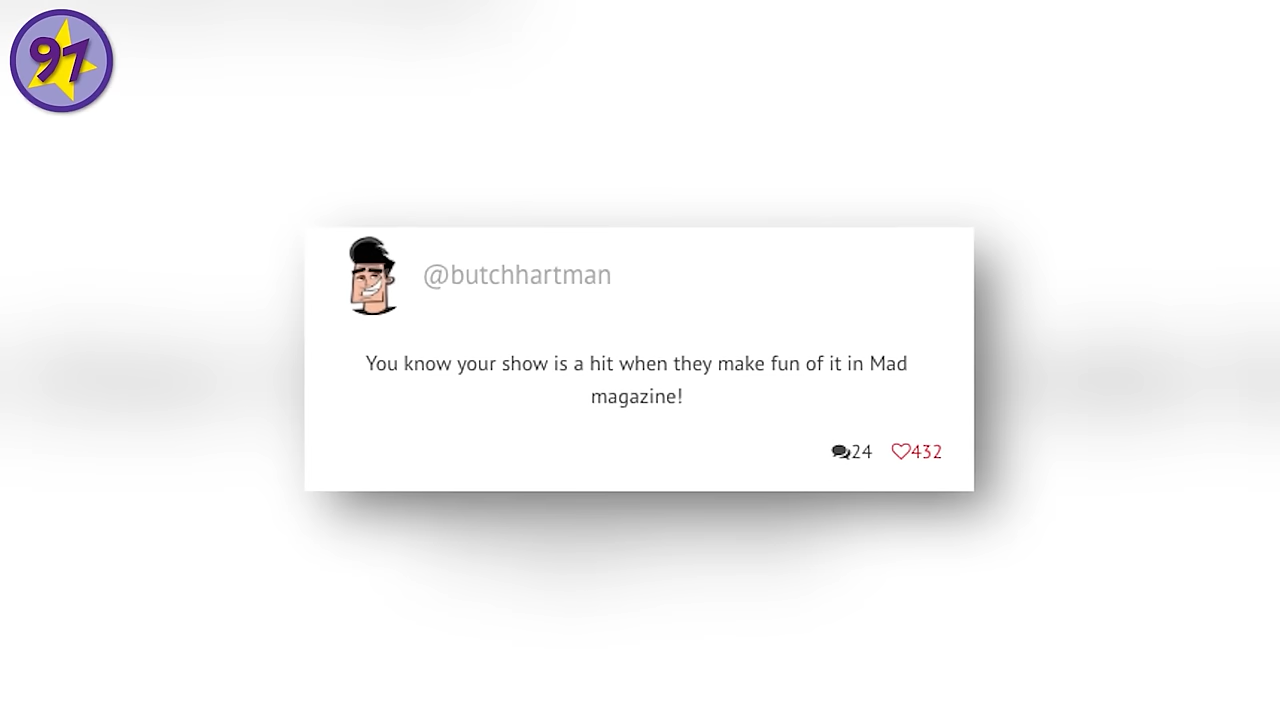 97
@butchhartman
You know your show is a hit when they make fun of it in Mad
magazine!
24 432